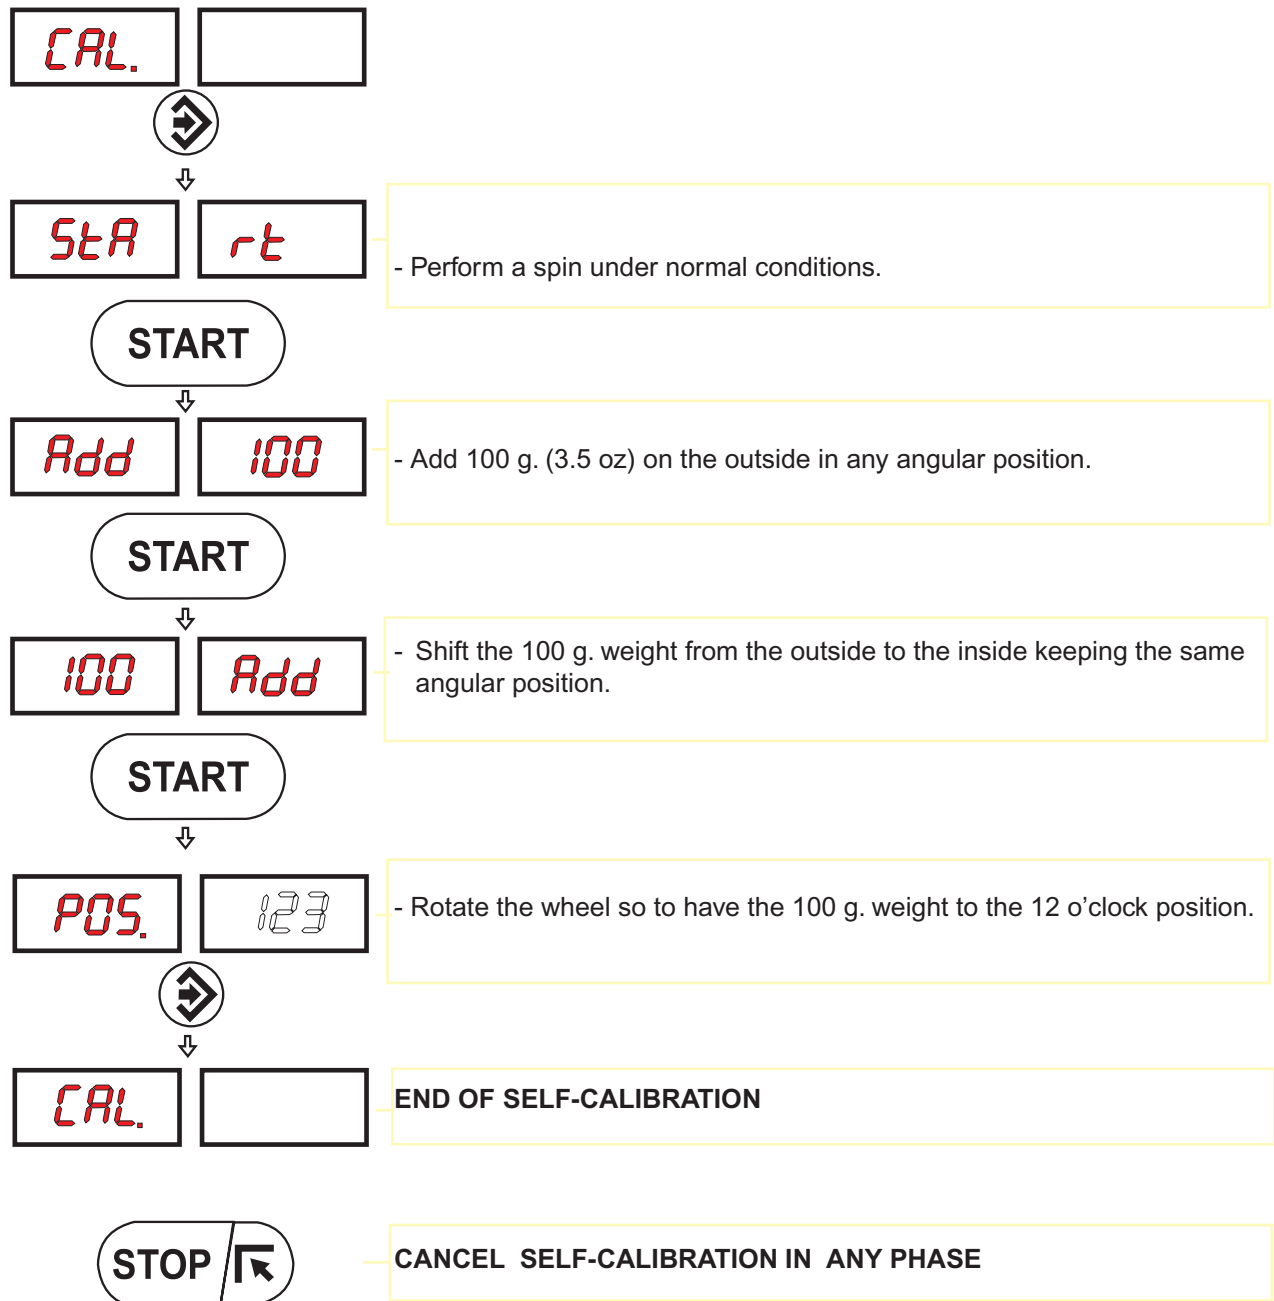 CAL.
StA rt
- Perform a spin under normal conditions.
START
Add 100
- Add 100 g. (3.5 oz) on the outside in any angular position.
START
100 Add
- Shift the 100 g. weight from the outside to the inside keeping the same
angular position.
START
POS. 123
- Rotate the wheel so to have the 100 g. weight to the 12 o’clock position.
CAL.
END OF SELF-CALIBRATION
STOP
CANCEL SELF-CALIBRATION IN ANY PHASE